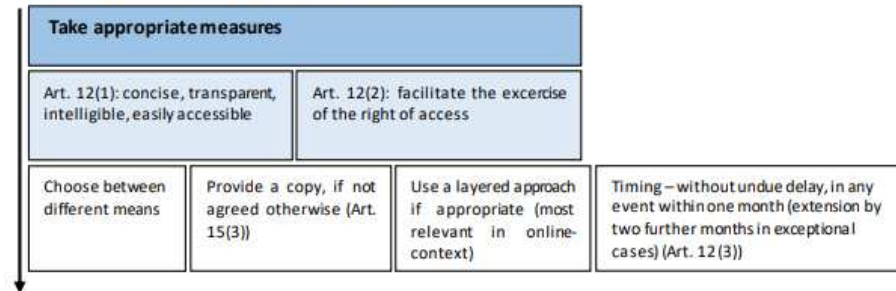 Take appropriate measures
Art. 12(1): concise, transparent,
intelligible, easily accessible
Art. 12(2): facilitate the excercise
of the right of access
Choose between
different means
Provide a copy, if not
agreed otherwise (Art.
15(3))
Use a layered approach
if appropriate (most
relevant in online-
context)
Timing – without undue delay, in any
event within one month (extension by
two further months in exceptional
cases) (Art. 12(3))